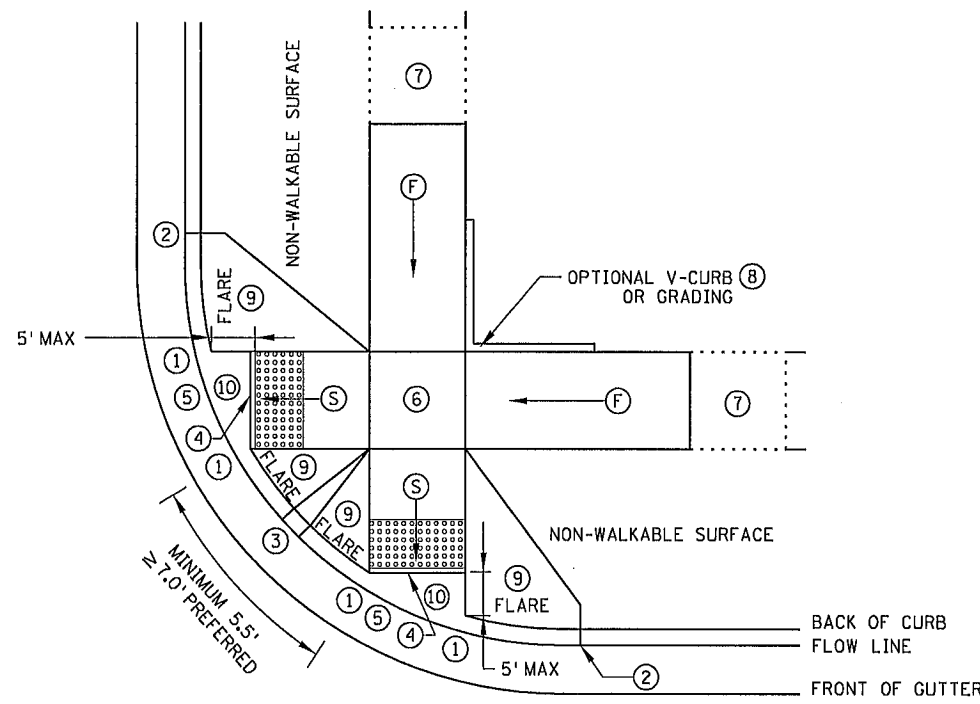 ⑦
NON-WALKABLE SURFACE
Ⓕ
②
OPTIONAL V-CURB ⑧
OR GRADING
FLARE ⑨
5' MAX
①
⑤
④
①
⑩
Ⓢ
⑥
Ⓕ
⑦
⑨
FLARE
⑨
FLARE
Ⓢ
③
NON-WALKABLE SURFACE
MINIMUM 5.5'
≥ 7.0' PREFERRED
⑩
①
⑤
④
①
⑨
FLARE
5' MAX
②
BACK OF CURB
FLOW LINE
FRONT OF GUTTER